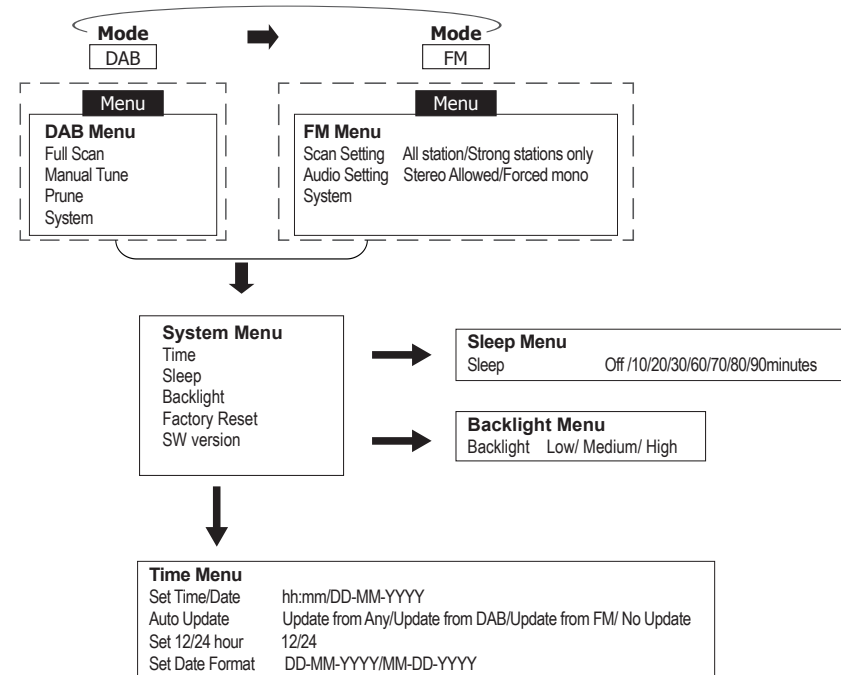 Mode
DAB
Mode
FM
Menu
DAB Menu
Full Scan
Manual Tune
Prune
System
Menu
FM Menu
Scan Setting All station/Strong stations only
Audio Setting Stereo Allowed/Forced mono
System
System Menu
Time
Sleep
Backlight
Factory Reset
SW version
Sleep Menu
Sleep Off /10/20/30/60/70/80/90minutes
Backlight Menu
Backlight Low/ Medium/ High
Time Menu
Set Time/Date hh:mm/DD-MM-YYYY
Auto Update Update from Any/Update from DAB/Update from FM/ No Update
Set 12/24 hour 12/24
Set Date Format DD-MM-YYYY/MM-DD-YYYY